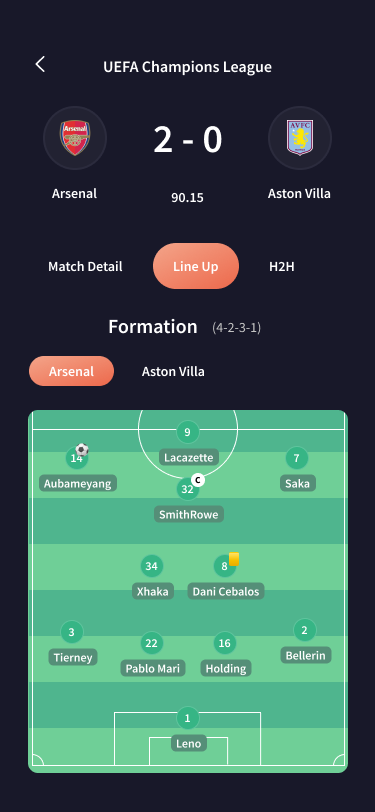 UEFA Champions League
Arsenal
AVFC
2 - 0
Arsenal
90.15
Aston Villa
Match Detail
Line Up
H2H
Formation (4-2-3-1)
Arsenal
Aston Villa
9
Lacazette
14
Aubameyang
7
Saka
C
32
SmithRowe
34
Xhaka
8
Dani Cebalos
3
Tierney
22
Pablo Mari
16
Holding
2
Bellerin
1
Leno